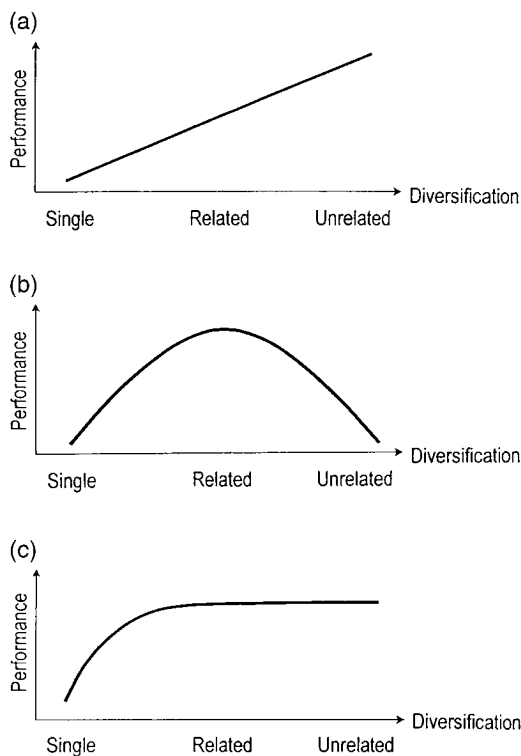 (a)
Performance
Diversification
Single Related Unrelated
(b)
Performance
Diversification
Single Related Unrelated
(c)
Performance
Diversification
Single Related Unrelated